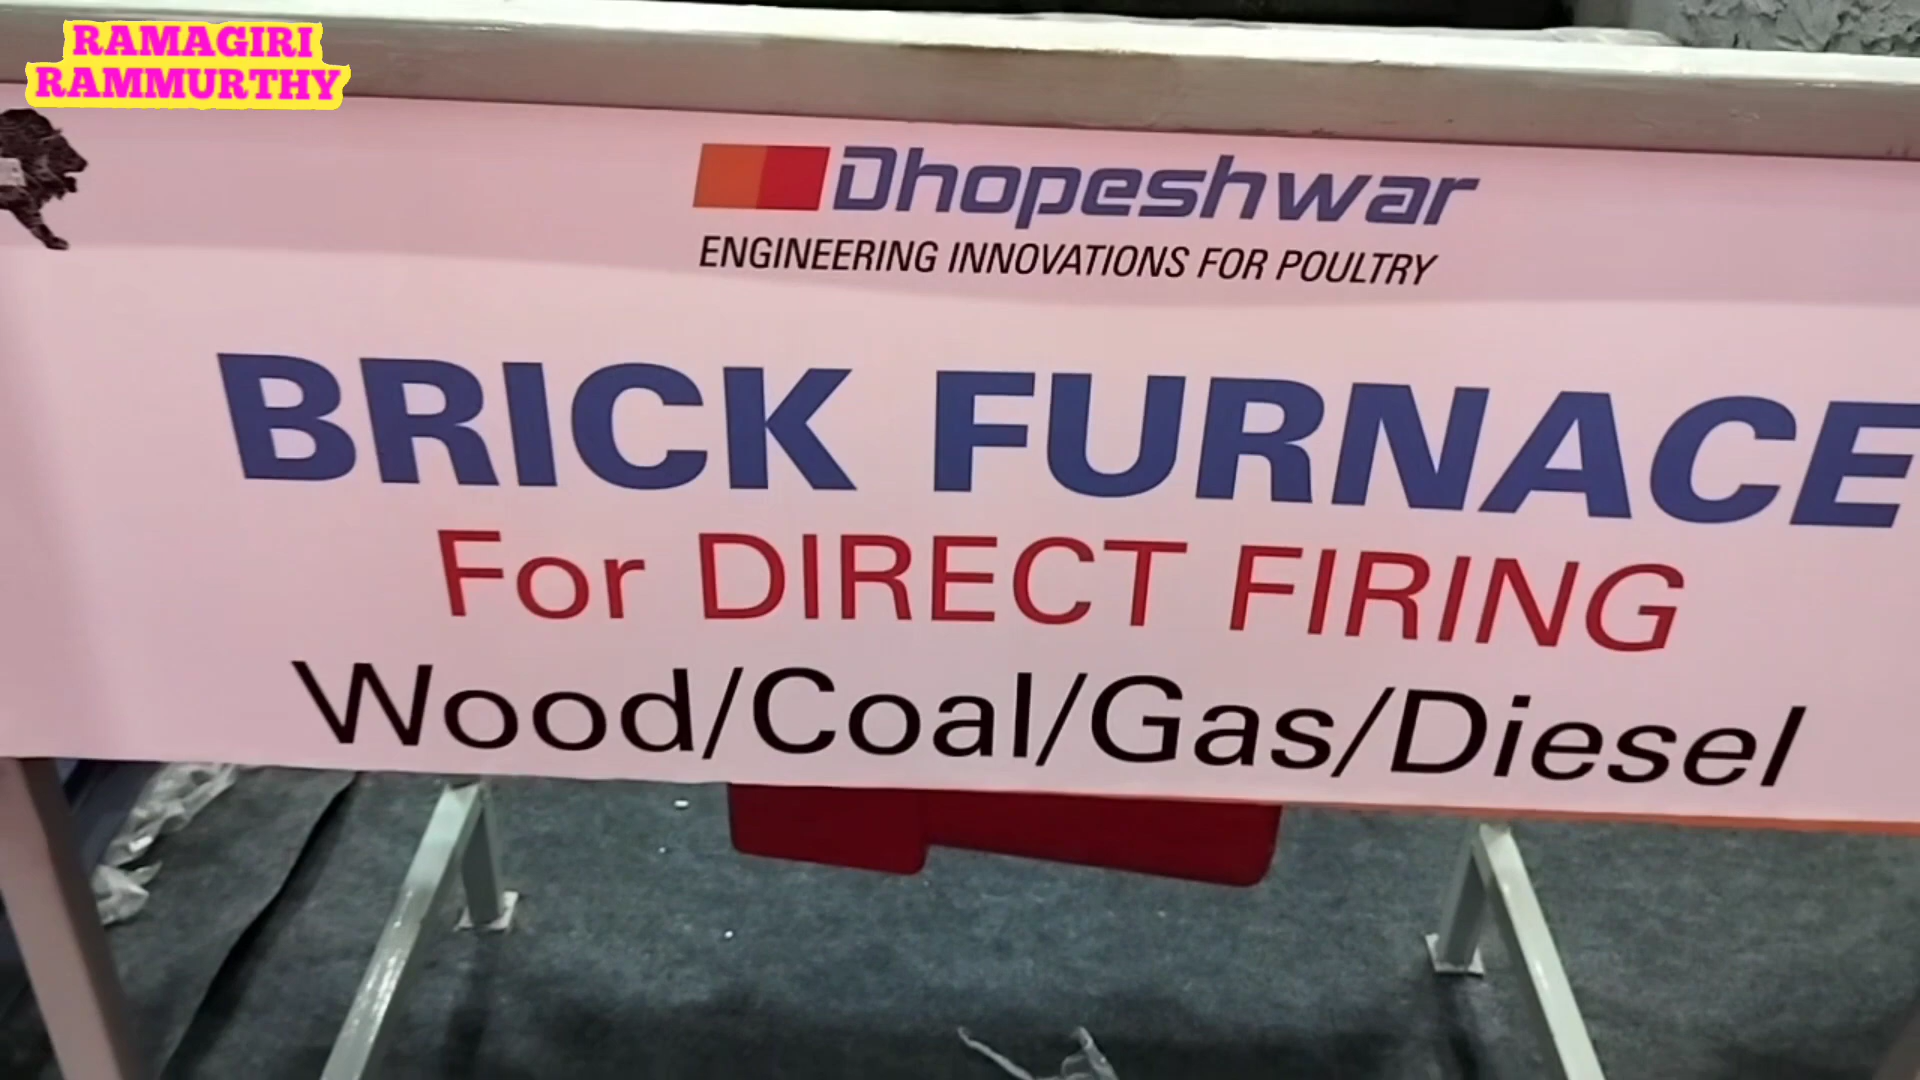 RAMAGIRI
RAMMURTHY
Dhopeshwar
ENGINEERING INNOVATIONS FOR POULTRY
BRICK FURNACE
For DIRECT FIRING
Wood/Coal/Gas/Diesel